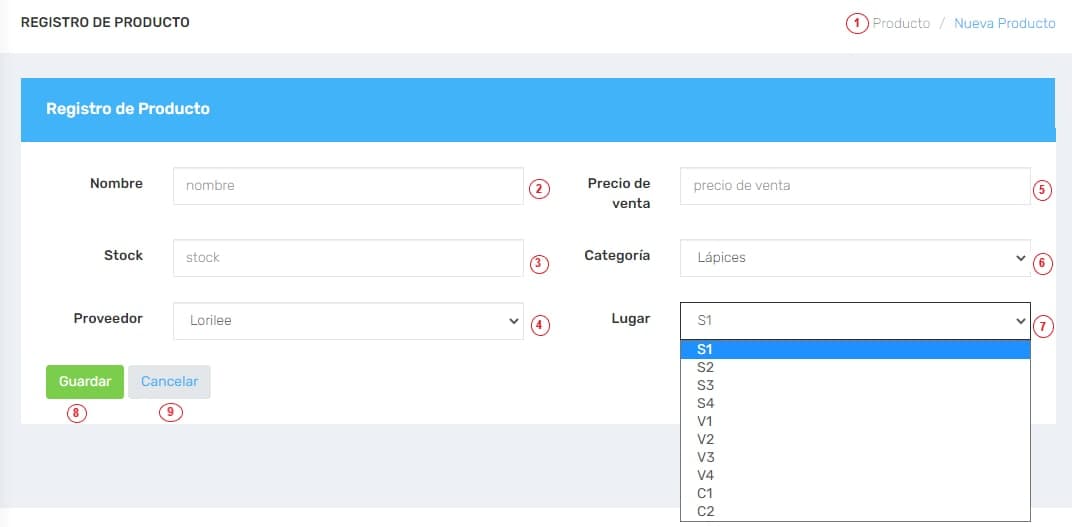 REGISTRO DE PRODUCTO
1 Producto / Nueva Producto
Registro de Producto
Nombre nombre 2
Precio de venta precio de venta 5
Stock stock 3
Categoría Lápices 6
Proveedor Lorilee 4
Lugar S1 7
S1
S2
S3
S4
V1
V2
V3
V4
C1
C2
Guardar Cancelar
8 9